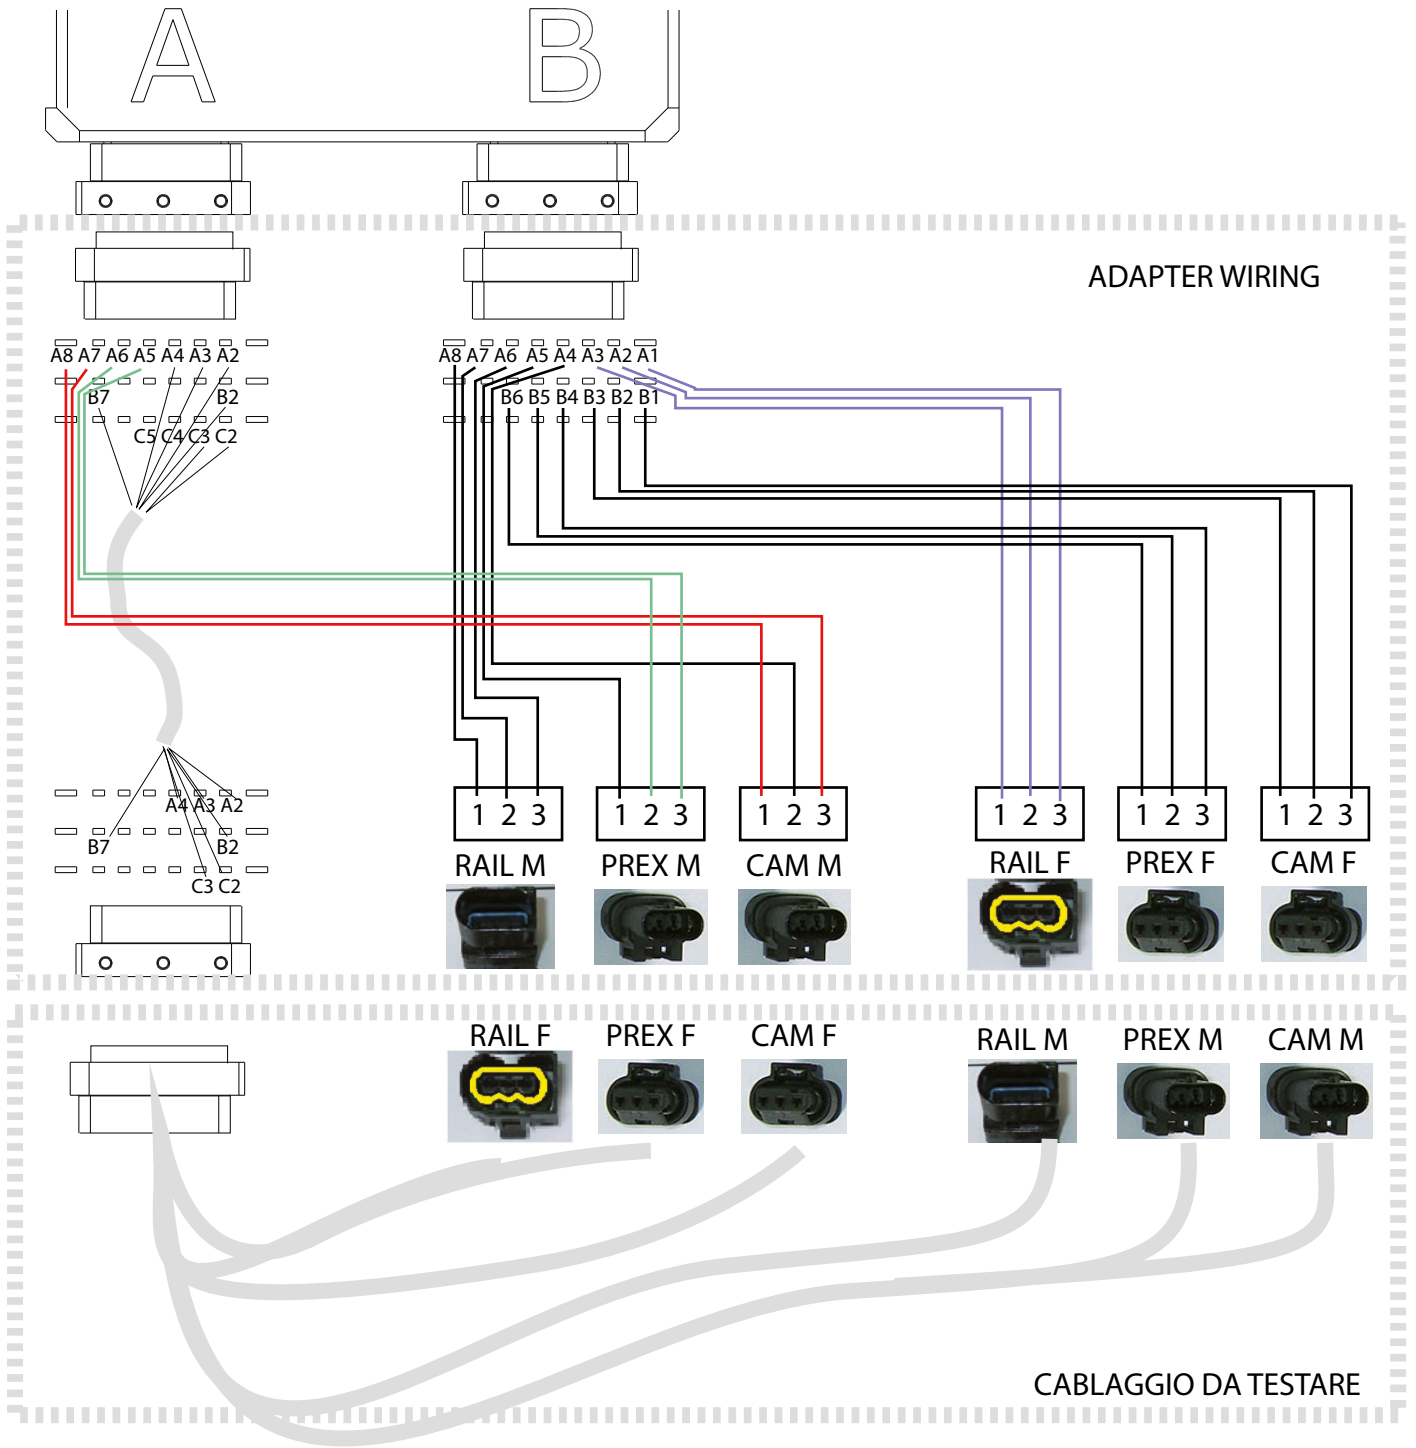 A B
ADAPTER WIRING
A8 A7 A6 A5 A4 A3 A2
A8 A7 A6 A5 A4 A3 A2 A1
B7 B2
B6 B5 B4 B3 B2 B1
C5 C4 C3 C2
A4 A3 A2
B7 B2
C3 C2
1 2 3
1 2 3
1 2 3
1 2 3
1 2 3
1 2 3
RAIL M PREX M CAM M RAIL F PREX F CAM F
RAIL F PREX F CAM F RAIL M PREX M CAM M
CABLAGGIO DA TESTARE